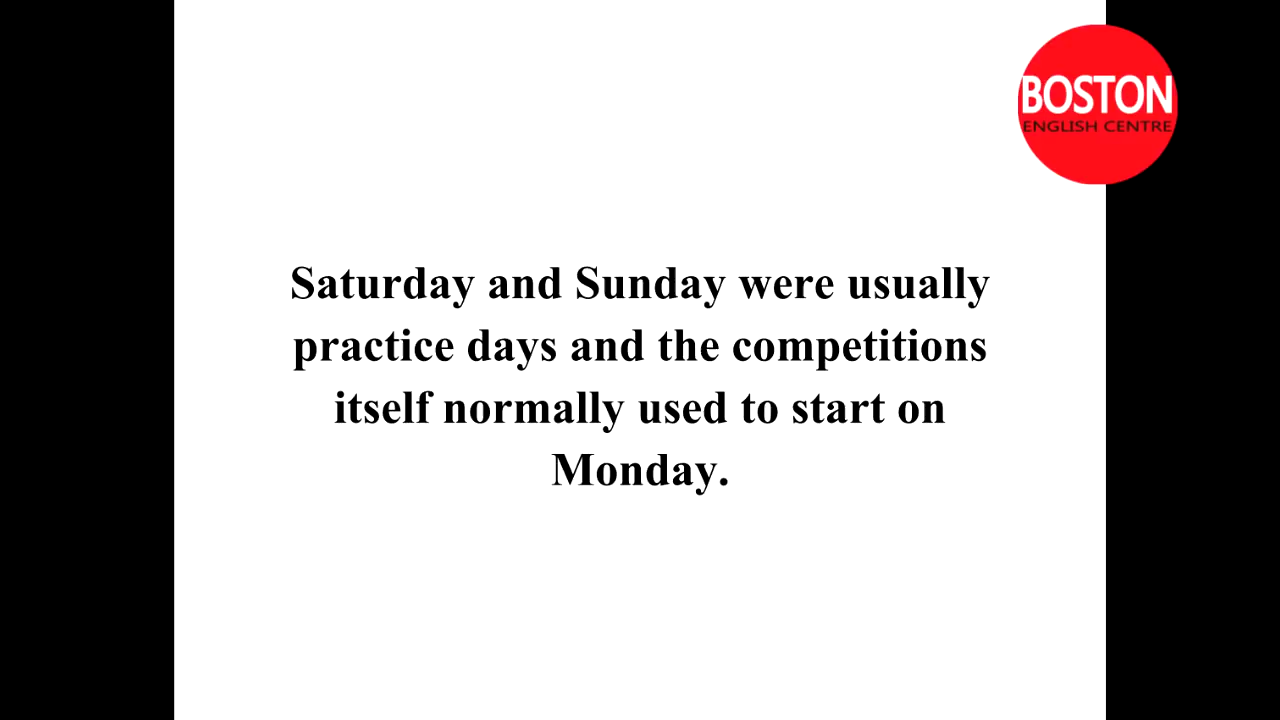 BOSTON
ENGLISH CENTRE
Saturday and Sunday were usually
practice days and the competitions
itself normally used to start on
Monday.